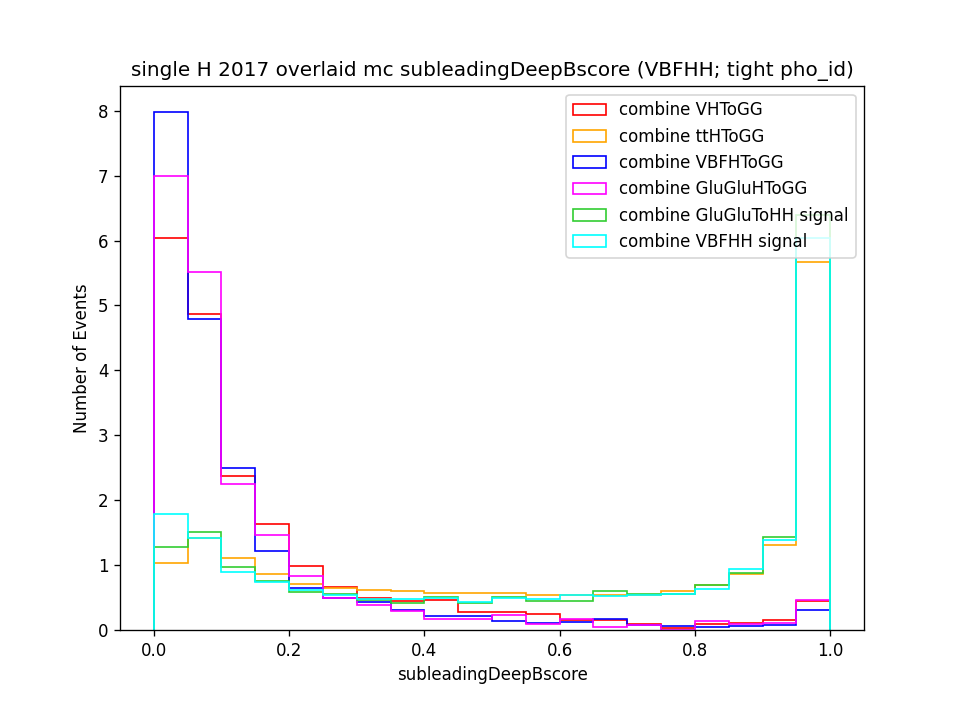 single H 2017 overlaid mc subleadingDeepBscore (VBFHH; tight pho_id)
8
7
6
5
4
3
2
1
0
Number of Events
combine VHToGG
combine ttHToGG
combine VBFHToGG
combine GluGluHToGG
combine GluGluToHH signal
combine VBFHH signal
0.0 0.2 0.4 0.6 0.8 1.0
subleadingDeepBscore